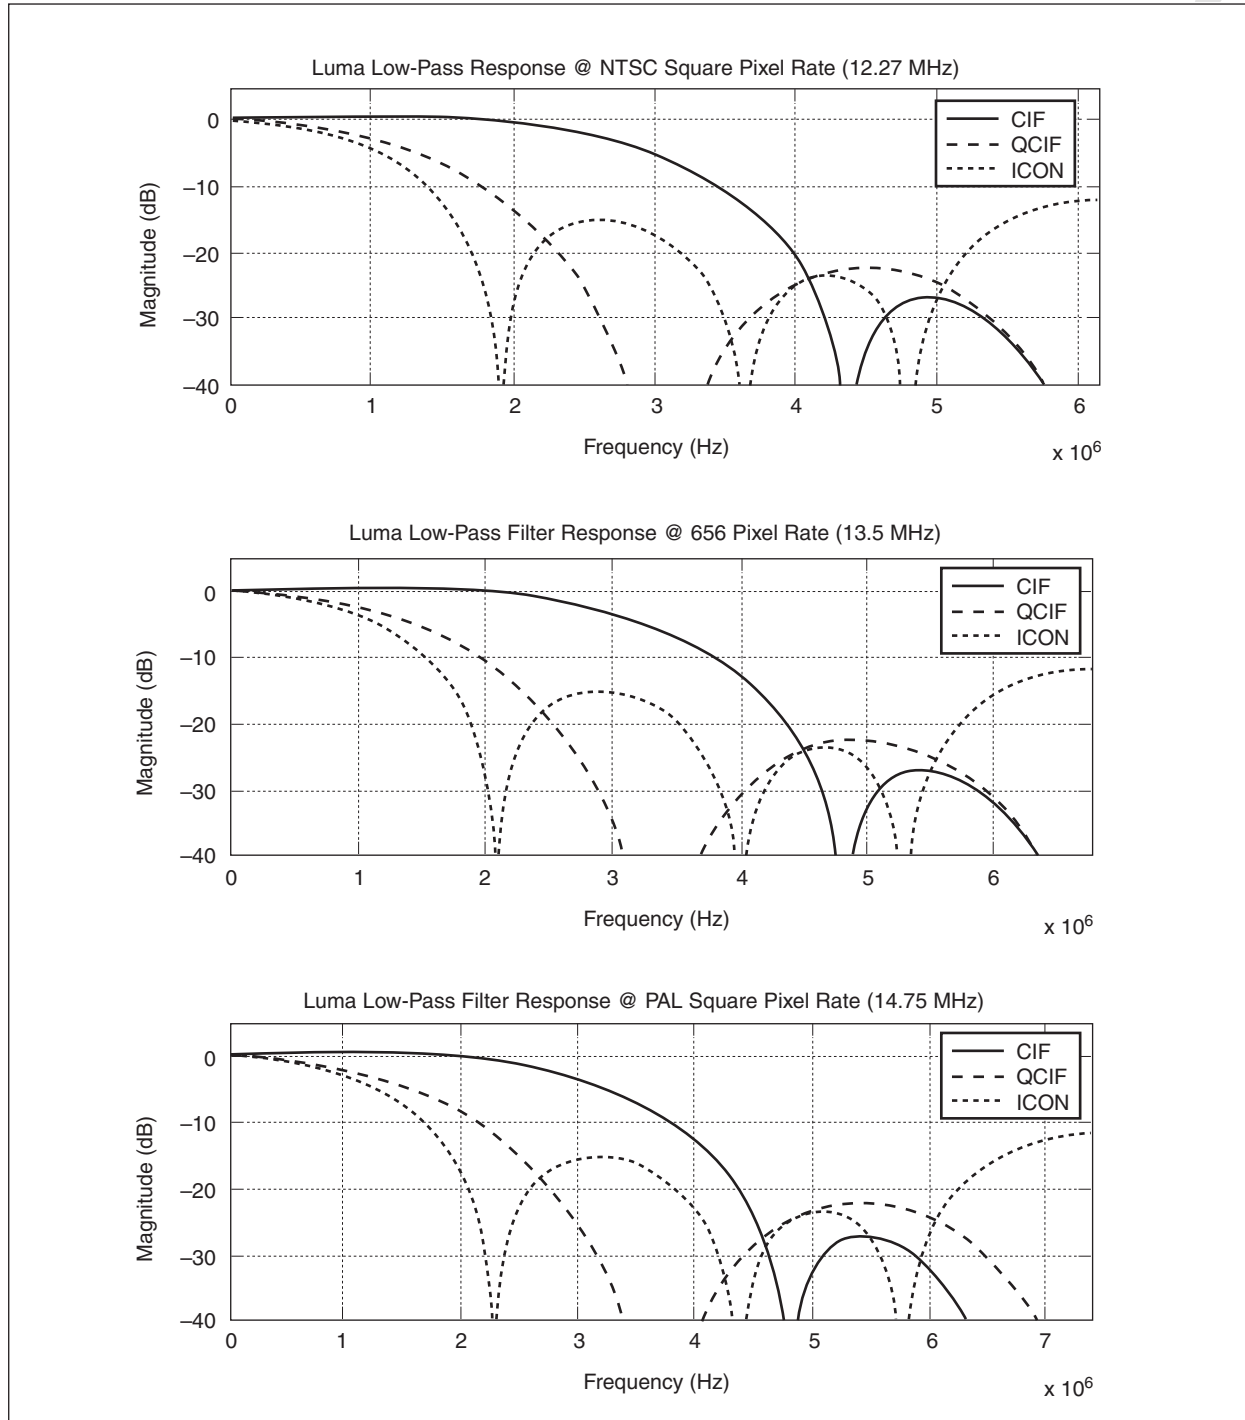 Luma Low-Pass Response @ NTSC Square Pixel Rate (12.27 MHz)
CIF
QCIF
ICON
Magnitude (dB)
0
–10
–20
–30
–40
0 1 2 3 4 5 6
Frequency (Hz)
x 10⁶
Luma Low-Pass Filter Response @ 656 Pixel Rate (13.5 MHz)
CIF
QCIF
ICON
Magnitude (dB)
0
–10
–20
–30
–40
0 1 2 3 4 5 6
Frequency (Hz)
x 10⁶
Luma Low-Pass Filter Response @ PAL Square Pixel Rate (14.75 MHz)
CIF
QCIF
ICON
Magnitude (dB)
0
–10
–20
–30
–40
0 1 2 3 4 5 6 7
Frequency (Hz)
x 10⁶